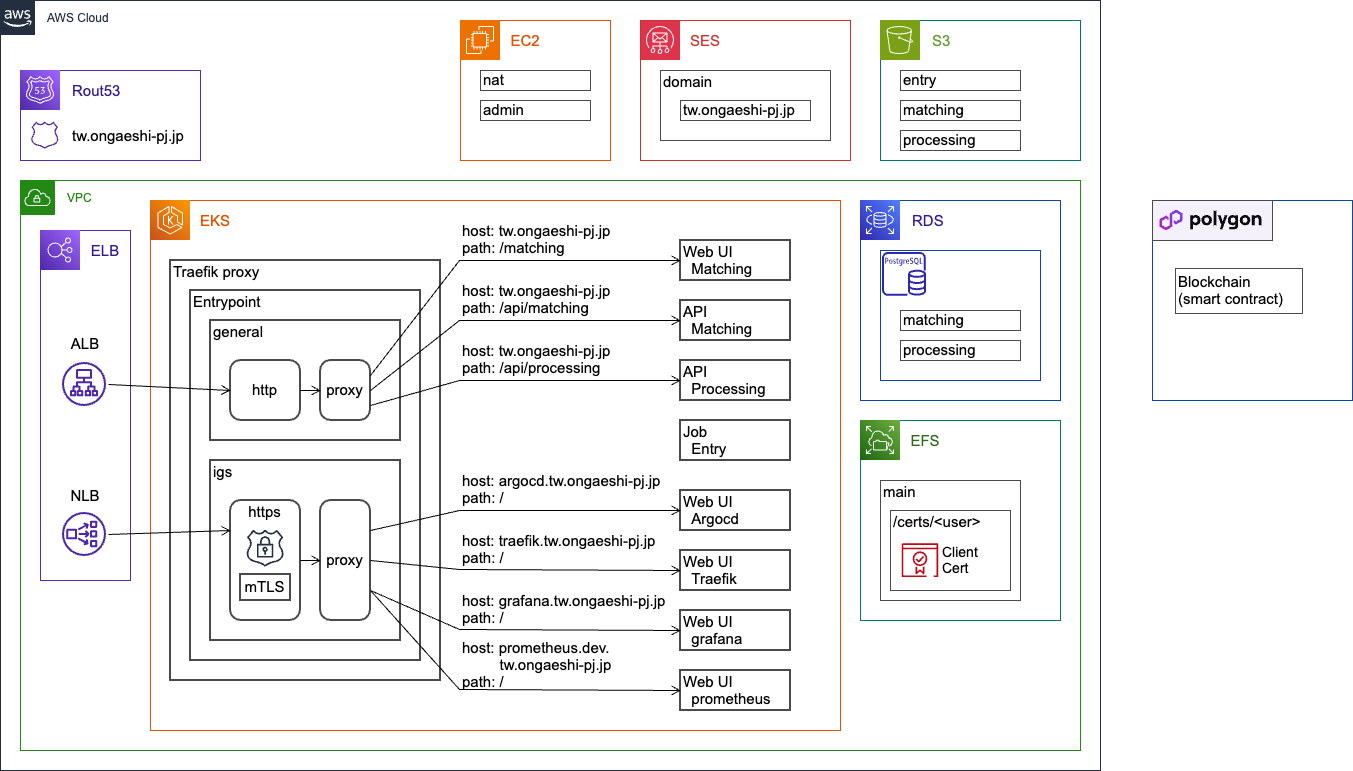 aws
AWS Cloud
53
Rout53
tw.ongaeshi-pj.jp
EC2
nat
admin
SES
domain
tw.ongaeshi-pj.jp
S3
entry
matching
processing
VPC
ELB
ALB
NLB
K
EKS
Traefik proxy
Entrypoint
general
http
proxy
igs
https
mTLS
proxy
host: tw.ongaeshi-pj.jp
path: /matching
Web UI
Matching
host: tw.ongaeshi-pj.jp
path: /api/matching
API
Matching
host: tw.ongaeshi-pj.jp
path: /api/processing
API
Processing
Job
Entry
host: argocd.tw.ongaeshi-pj.jp
path: /
Web UI
Argocd
host: traefik.tw.ongaeshi-pj.jp
path: /
Web UI
Traefik
host: grafana.tw.ongaeshi-pj.jp
path: /
Web UI
grafana
host: prometheus.dev.
tw.ongaeshi-pj.jp
path: /
Web UI
prometheus
RDS
PostgreSQL
matching
processing
EFS
main
/certs/<user>
Client
Cert
polygon
Blockchain
(smart contract)